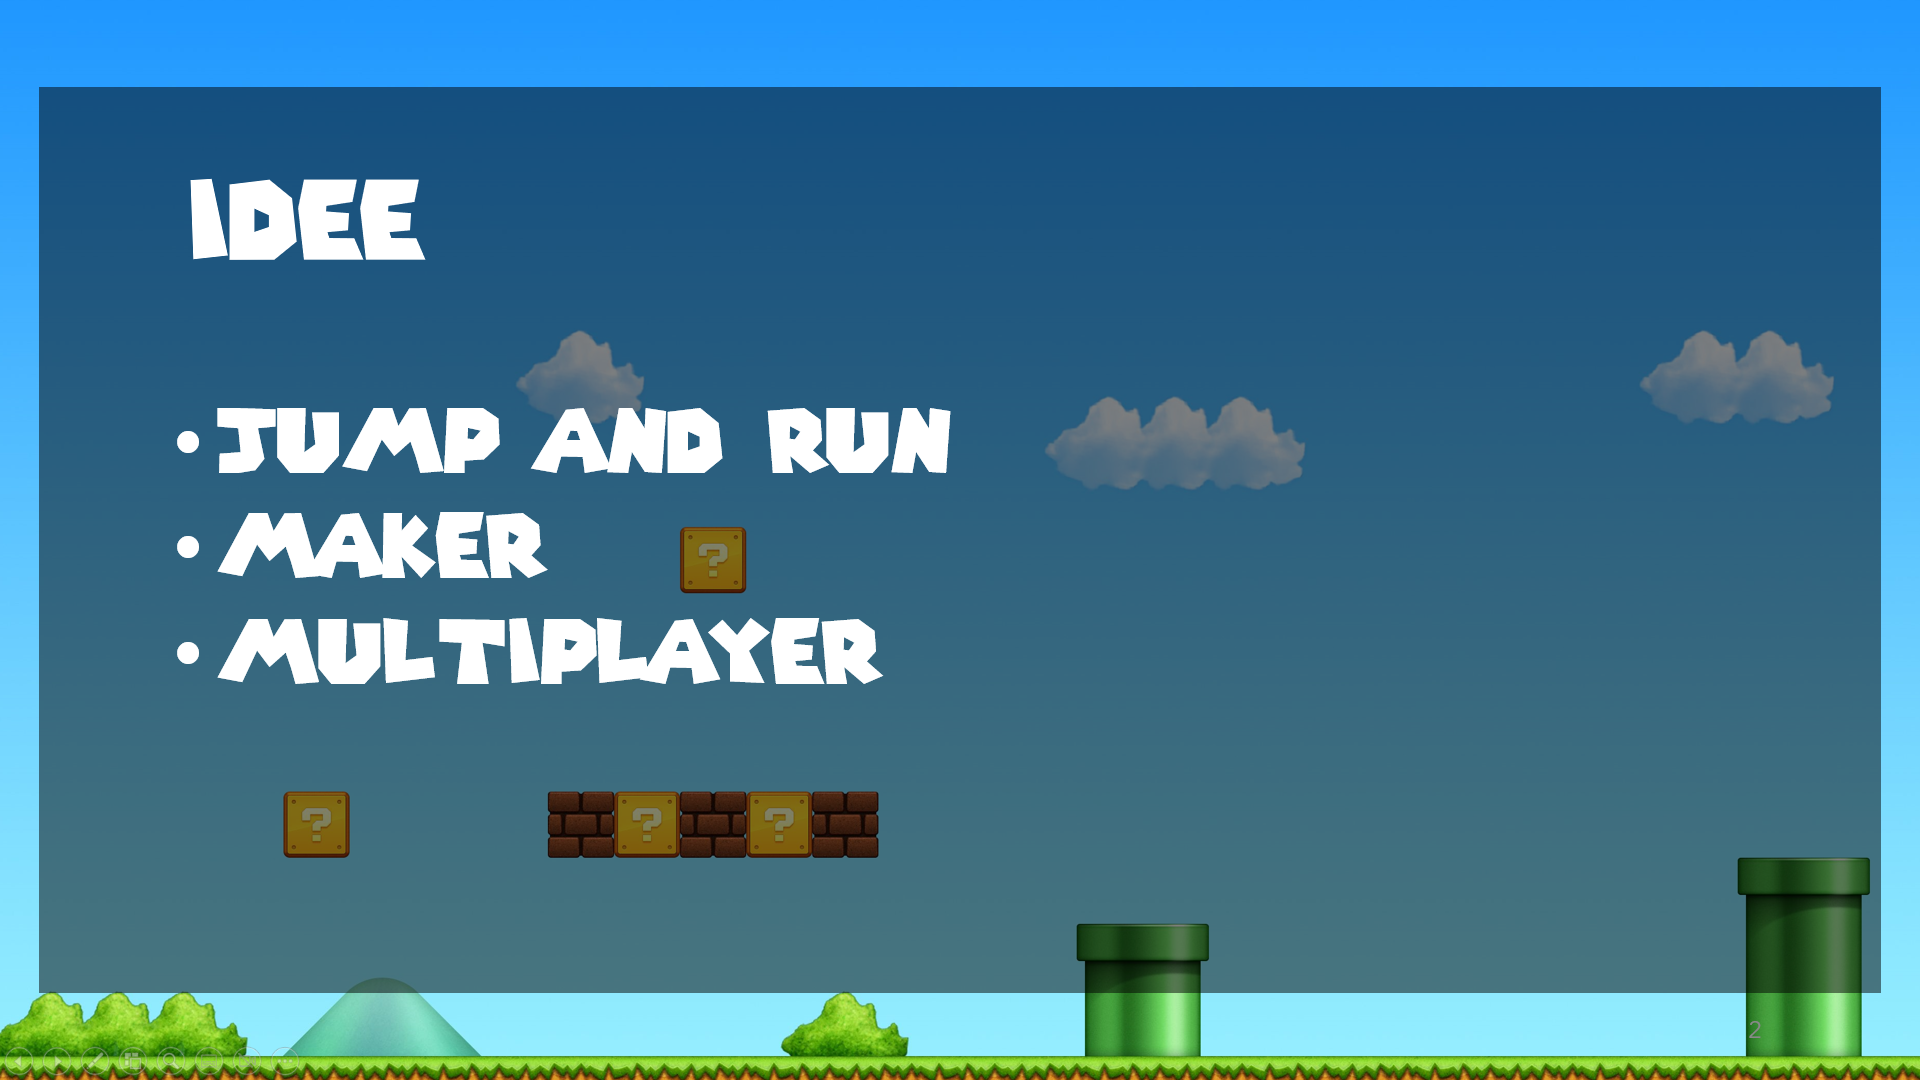 IDEE
• JUMP AND RUN
• MAKER
• MULTIPLAYER
?
? ? ?
2